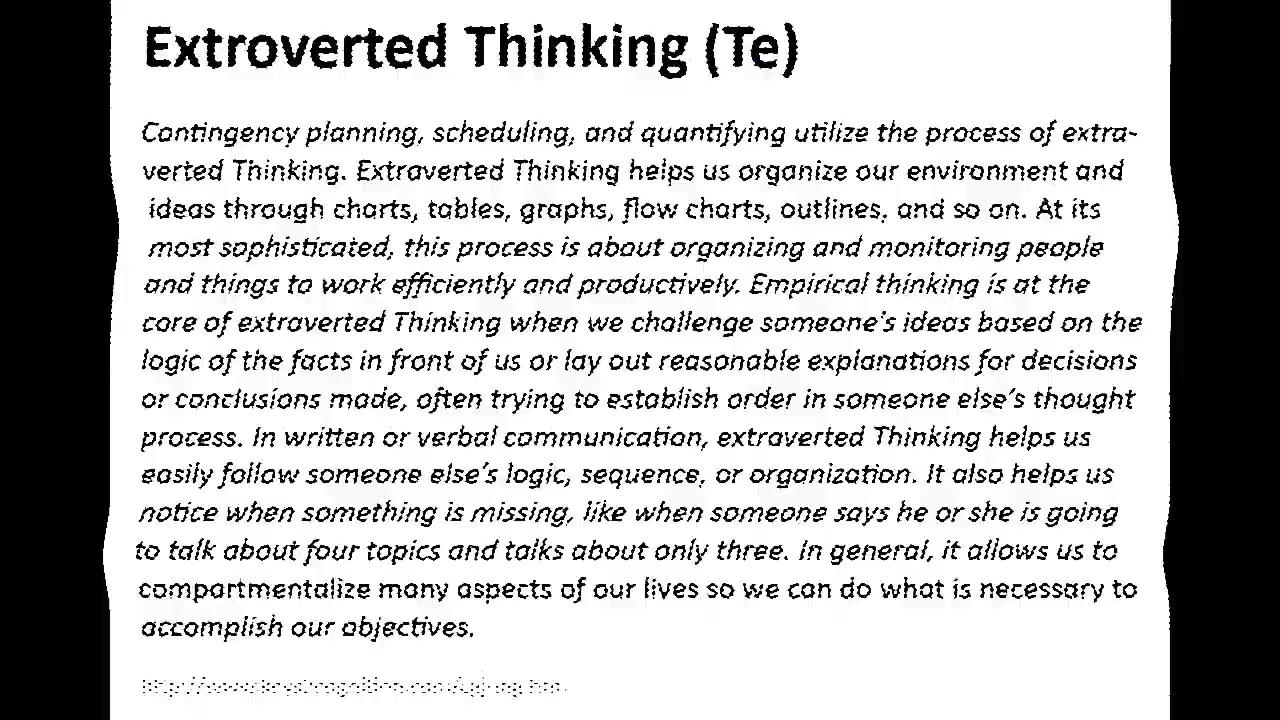 Extroverted Thinking (Te)
Contingency planning, scheduling, and quantifying utilize the process of extra-
verted Thinking. Extraverted Thinking helps us organize our environment and
ideas through charts, tables, graphs, flow charts, outlines, and so on. At its
most sophisticated, this process is about organizing and monitoring people
and things to work efficiently and productively. Empirical thinking is at the
core of extraverted Thinking when we challenge someone's ideas based on the
logic of the facts in front of us or lay out reasonable explanations for decisions
or conclusions made, often trying to establish order in someone else's thought
process. In written or verbal communication, extraverted Thinking helps us
easily follow someone else's logic, sequence, or organization. It also helps us
notice when something is missing, like when someone says he or she is going
to talk about four topics and talks about only three. In general, it allows us to
compartmentalize many aspects of our lives so we can do what is necessary to
accomplish our objectives.